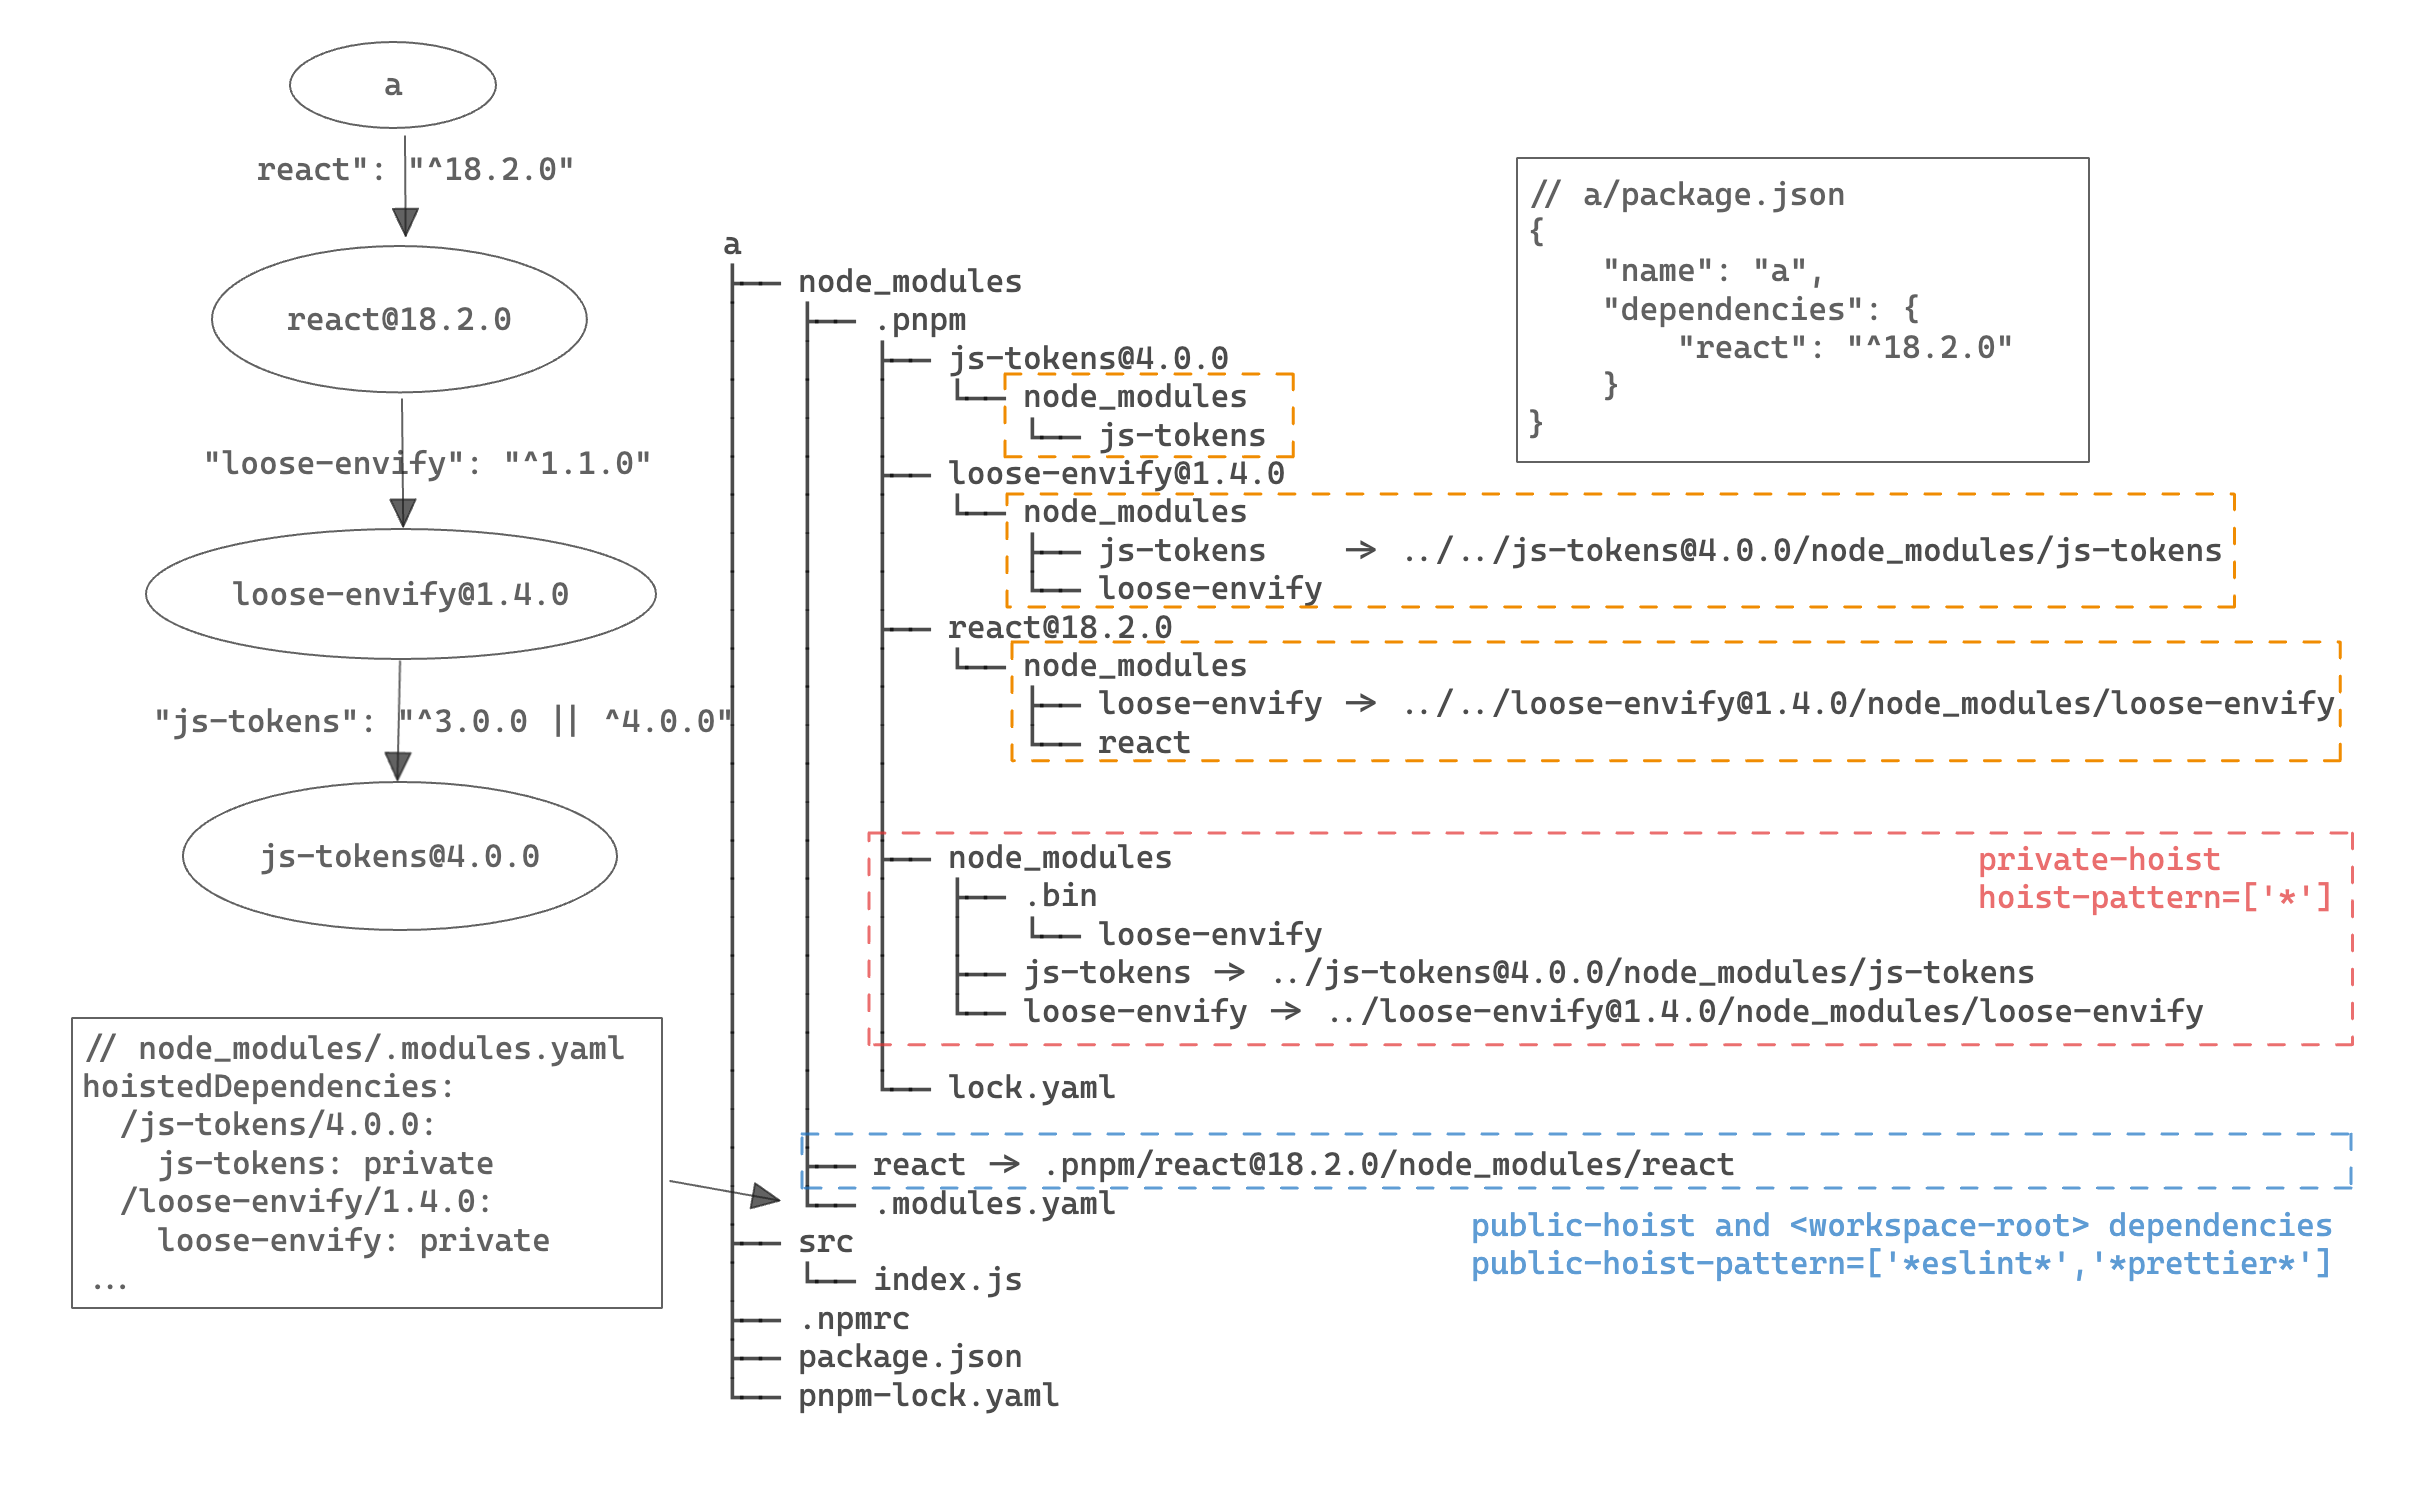 a
react": "^18.2.0"
react@18.2.0
"loose-envify": "^1.1.0"
loose-envify@1.4.0
"js-tokens": "^3.0.0 || ^4.0.0"
js-tokens@4.0.0
// node_modules/.modules.yaml
hoistedDependencies:
  /js-tokens/4.0.0:
    js-tokens: private
  /loose-envify/1.4.0:
    loose-envify: private
...
a
├── node_modules
│   ├── .pnpm
│   │   ├── js-tokens@4.0.0
│   │   │   └── node_modules
│   │   │       └── js-tokens
│   │   ├── loose-envify@1.4.0
│   │   │   └── node_modules
│   │   │       ├── js-tokens    -> ../../js-tokens@4.0.0/node_modules/js-tokens
│   │   │       └── loose-envify
│   │   ├── react@18.2.0
│   │   │   └── node_modules
│   │   │       ├── loose-envify -> ../../loose-envify@1.4.0/node_modules/loose-envify
│   │   │       └── react
│   │   ├── node_modules
│   │   │   ├── .bin
│   │   │   │   └── loose-envify
│   │   │   ├── js-tokens -> ../js-tokens@4.0.0/node_modules/js-tokens
│   │   │   └── loose-envify -> ../loose-envify@1.4.0/node_modules/loose-envify
│   │   └── lock.yaml
│   ├── react -> .pnpm/react@18.2.0/node_modules/react
│   └── .modules.yaml
├── src
│   └── index.js
├── .npmrc
├── package.json
└── pnpm-lock.yaml
// a/package.json
{
    "name": "a",
    "dependencies": {
        "react": "^18.2.0"
    }
}
private-hoist
hoist-pattern=['*']
public-hoist and <workspace-root> dependencies
public-hoist-pattern=['*eslint*','*prettier*']